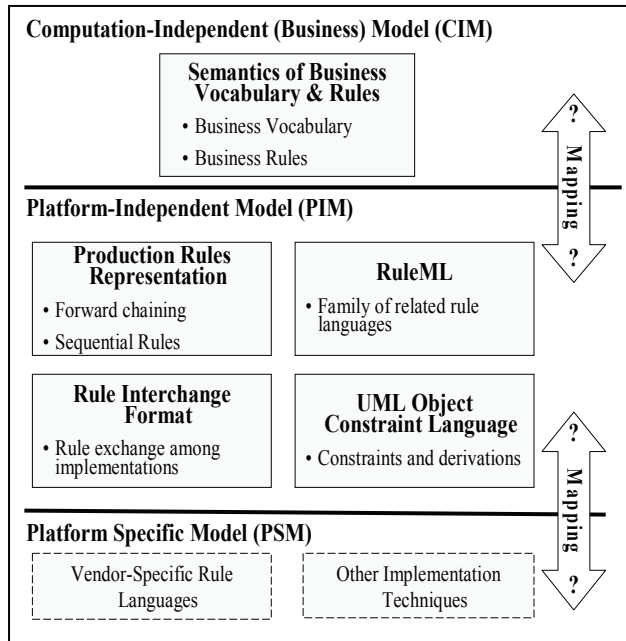 Computation-Independent (Business) Model (CIM)
Semantics of Business
Vocabulary & Rules
• Business Vocabulary
• Business Rules
?
Mapping
?
Platform-Independent Model (PIM)
Production Rules
Representation
• Forward chaining
• Sequential Rules
RuleML
• Family of related rule
languages
Rule Interchange
Format
• Rule exchange among
implementations
UML Object
Constraint Language
• Constraints and derivations
?
Mapping
?
Platform Specific Model (PSM)
Vendor-Specific Rule
Languages
Other Implementation
Techniques